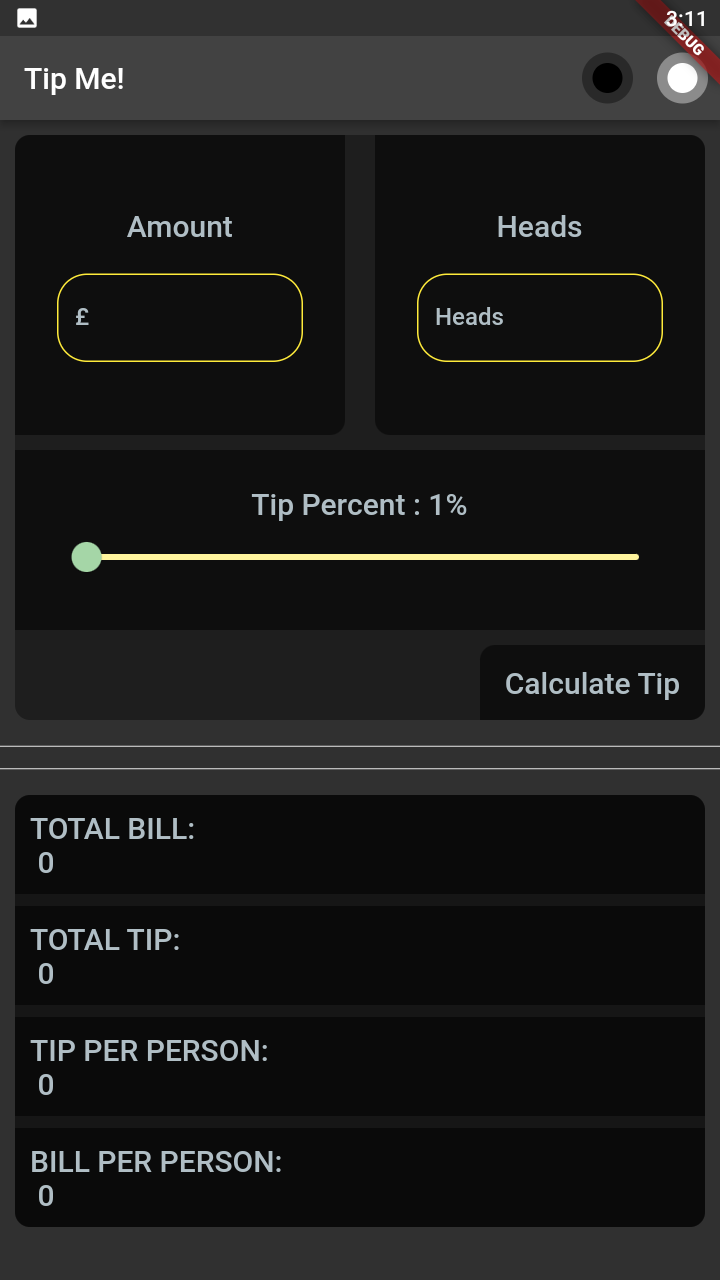 3:11
DEBUG
Tip Me!
Amount
Heads
£
Heads
Tip Percent : 1%
Calculate Tip
TOTAL BILL:
0
TOTAL TIP:
0
TIP PER PERSON:
0
BILL PER PERSON:
0